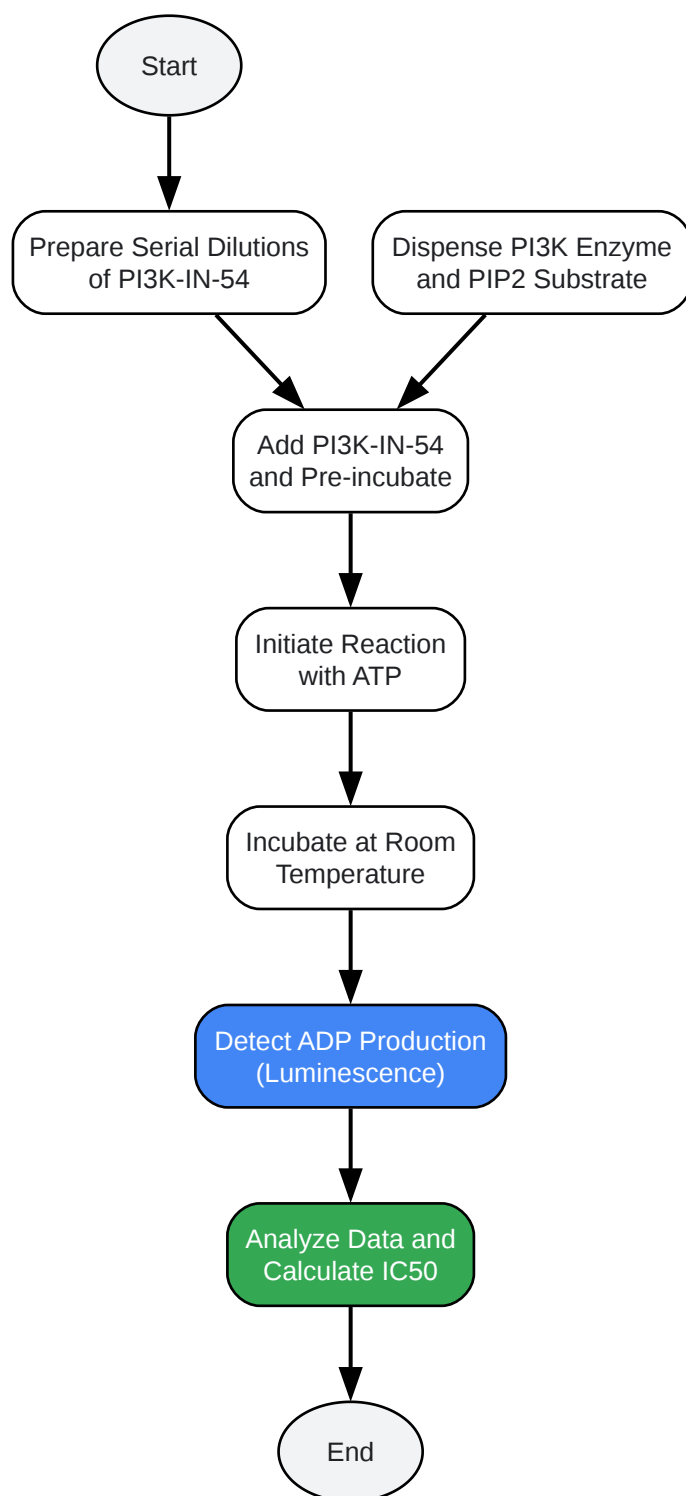 Start
Prepare Serial Dilutions
of PI3K-IN-54
Dispense PI3K Enzyme
and PIP2 Substrate
Add PI3K-IN-54
and Pre-incubate
Initiate Reaction
with ATP
Incubate at Room
Temperature
Detect ADP Production
(Luminescence)
Analyze Data and
Calculate IC50
End